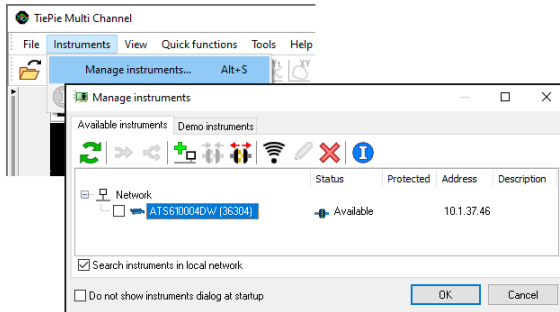 TiePie Multi Channel
File Instruments View Quick functions Tools Help
Manage instruments... Alt+S
Manage instruments
Available instruments Demo instruments
Status Protected Address Description
Network
ATS610004DW (36304) Available 10.1.37.46
Search instruments in local network
Do not show instruments dialog at startup OK Cancel